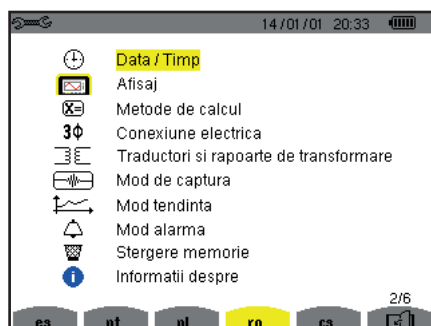 14/01/01 20:33
Data / Timp
Afisaj
X= Metode de calcul
3Φ Conexiune electrica
Traductori si rapoarte de transformare
Mod de captura
Mod tendinta
Mod alarma
Stergere memorie
i Informatii despre
2/6
es pt pl ro cs